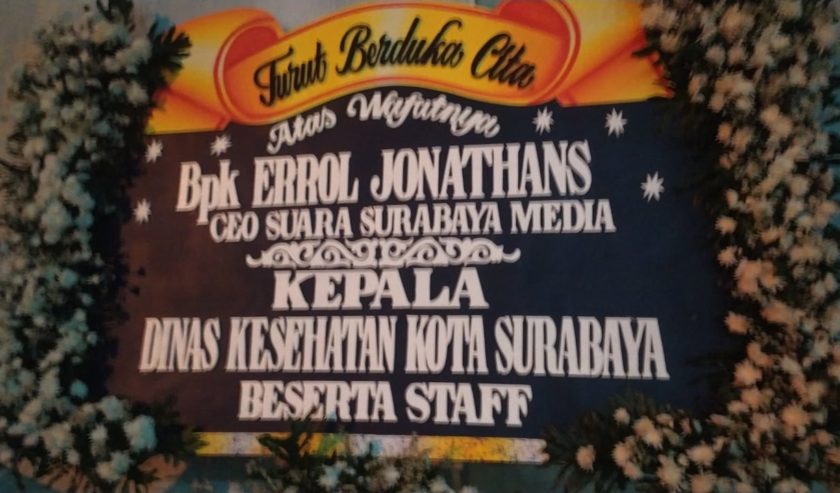 Turut Berduka Cita
Atas Wafatnya
Bpk ERROL JONATHANS
CEO SUARA SURABAYA MEDIA
KEPALA
DINAS KESEHATAN KOTA SURABAYA
BESERTA STAFF